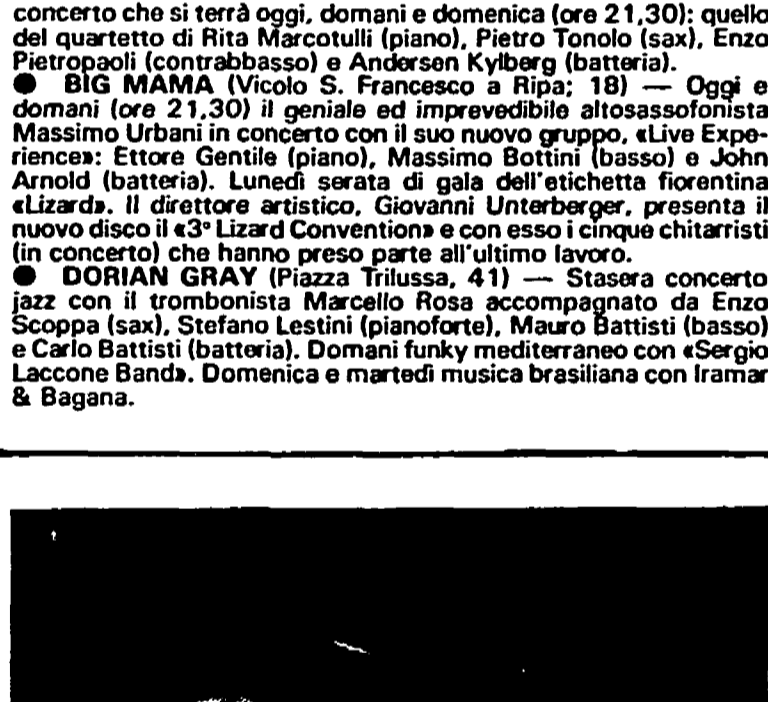 concerto che si terrà oggi, domani e domenica (ore 21,30): quello
del quartetto di Rita Marcotulli (piano), Pietro Tonolo (sax), Enzo
Pietropaoli (contrabbasso) e Andersen Kylberg (batteria).
● BIG MAMA (Vicolo S. Francesco a Ripa; 18) — Oggi e
domani (ore 21,30) il geniale ed imprevedibile altosassofonista
Massimo Urbani in concerto con il suo nuovo gruppo, «Live Expe-
rience»: Ettore Gentile (piano), Massimo Bottini (basso) e John
Arnold (batteria). Lunedì serata di gala dell'etichetta fiorentina
«Lizard». Il direttore artistico, Giovanni Unterberger, presenta il
nuovo disco il «3° Lizard Convention» e con esso i cinque chitarristi
(in concerto) che hanno preso parte all'ultimo lavoro.
● DORIAN GRAY (Piazza Trilussa, 41) — Stasera concerto
jazz con il trombonista Marcello Rosa accompagnato da Enzo
Scoppa (sax), Stefano Lestini (pianoforte), Mauro Battisti (basso)
e Carlo Battisti (batteria). Domani funky mediterraneo con «Sergio
Laccone Band». Domenica e martedì musica brasiliana con Iramar
& Bagana.